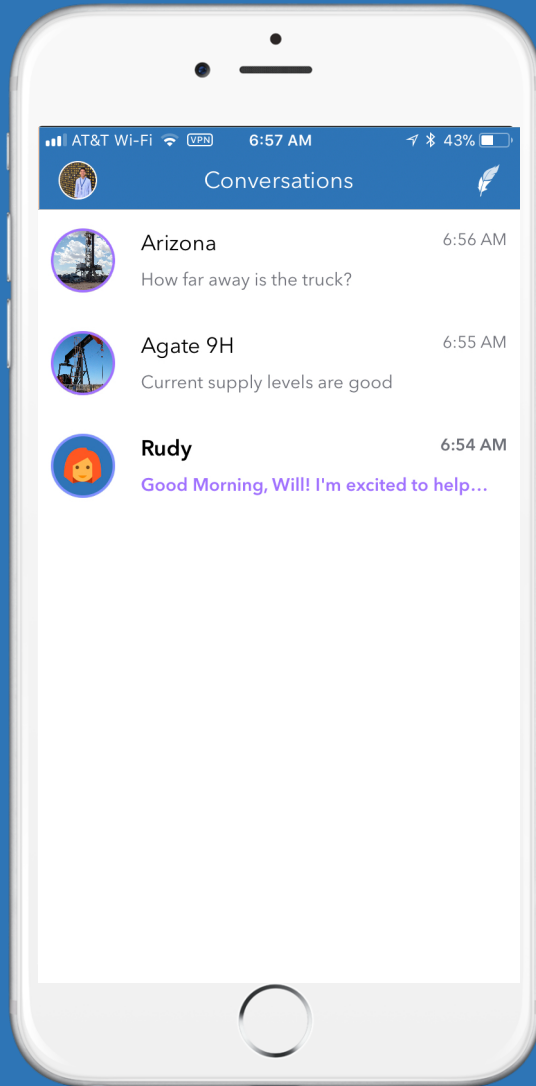 AT&T Wi-Fi VPN 6:57 AM 43%
Conversations
Arizona 6:56 AM
How far away is the truck?
Agate 9H 6:55 AM
Current supply levels are good
Rudy 6:54 AM
Good Morning, Will! I'm excited to help...